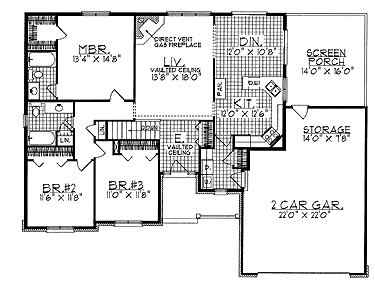 MBR.
13'4" x 14'8"
DIRECT VENT
GAS FIREPLACE
LIV.
VAULTED CEILING
13'8" x 18'0"
DIN.
12'0" x 10'8"
SCREEN
PORCH
14'0" x 16'0"
DW
PAN.
KIT.
12'0" x 12'6"
STORAGE
14'0" x 7'8"
LIN.
LIN.
DOWN
E.
VAULTED
CEILING
BR.#2
11'6" x 11'8"
BR.#3
11'0" x 11'8"
2 CAR GAR.
22'0" x 22'0"